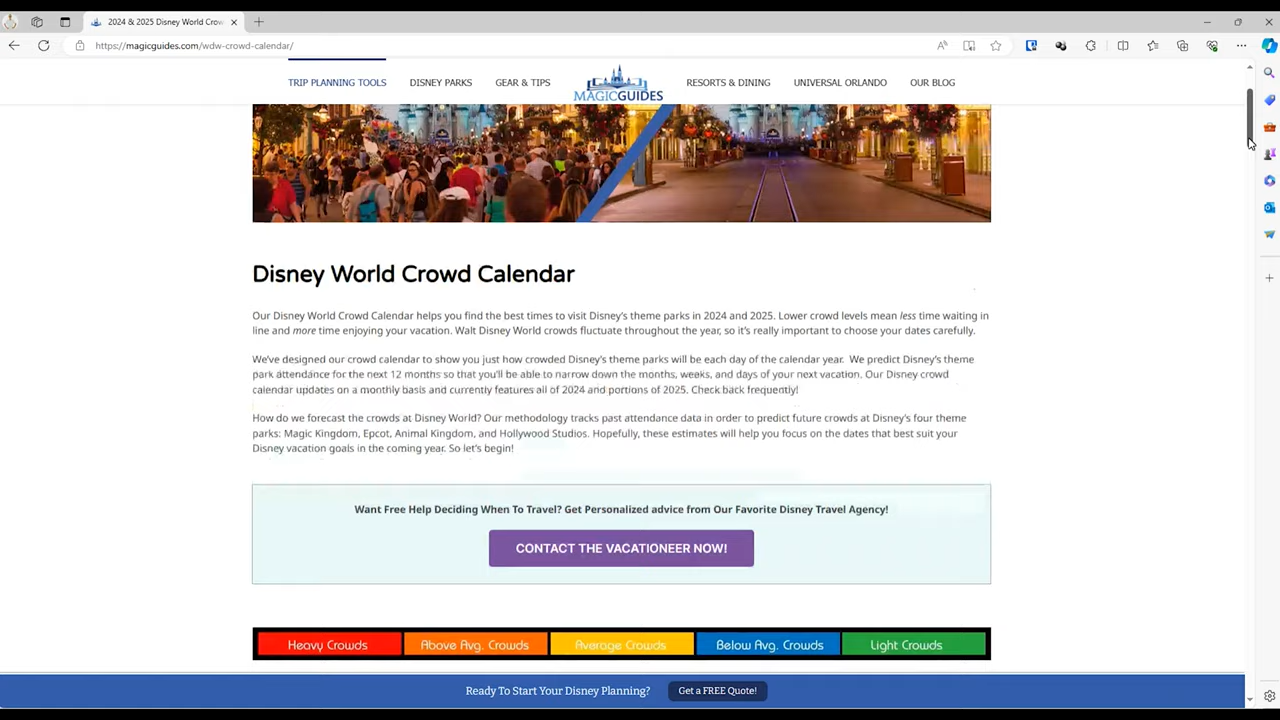 2024 & 2025 Disney World Crow
https://magicguides.com/wdw-crowd-calendar/
TRIP PLANNING TOOLS
DISNEY PARKS
GEAR & TIPS
MAGICGUIDES
RESORTS & DINING
UNIVERSAL ORLANDO
OUR BLOG
Disney World Crowd Calendar
Our Disney World Crowd Calendar helps you find the best times to visit Disney's theme parks in 2024 and 2025. Lower crowd levels mean less time waiting in
line and more time enjoying your vacation. Walt Disney World crowds fluctuate throughout the year, so it's really important to choose your dates carefully.
We've designed our crowd calendar to show you just how crowded Disney's theme parks will be each day of the calendar year. We predict Disney's theme
park attendance for the next 12 months so that you'll be able to narrow down the months, weeks, and days of your next vacation. Our Disney crowd
calendar updates on a monthly basis and currently features all of 2024 and portions of 2025. Check back frequently!
How do we forecast the crowds at Disney World? Our methodology tracks past attendance data in order to predict future crowds at Disney's four theme
parks: Magic Kingdom, Epcot, Animal Kingdom, and Hollywood Studios. Hopefully, these estimates will help you focus on the dates that best suit your
Disney vacation goals in the coming year. So let's begin!
Want Free Help Deciding When To Travel? Get Personalized advice from Our Favorite Disney Travel Agency!
CONTACT THE VACATIONEER NOW!
Heavy Crowds
Above Avg. Crowds
Average Crowds
Below Avg. Crowds
Light Crowds
Ready To Start Your Disney Planning?
Get a FREE Quote!